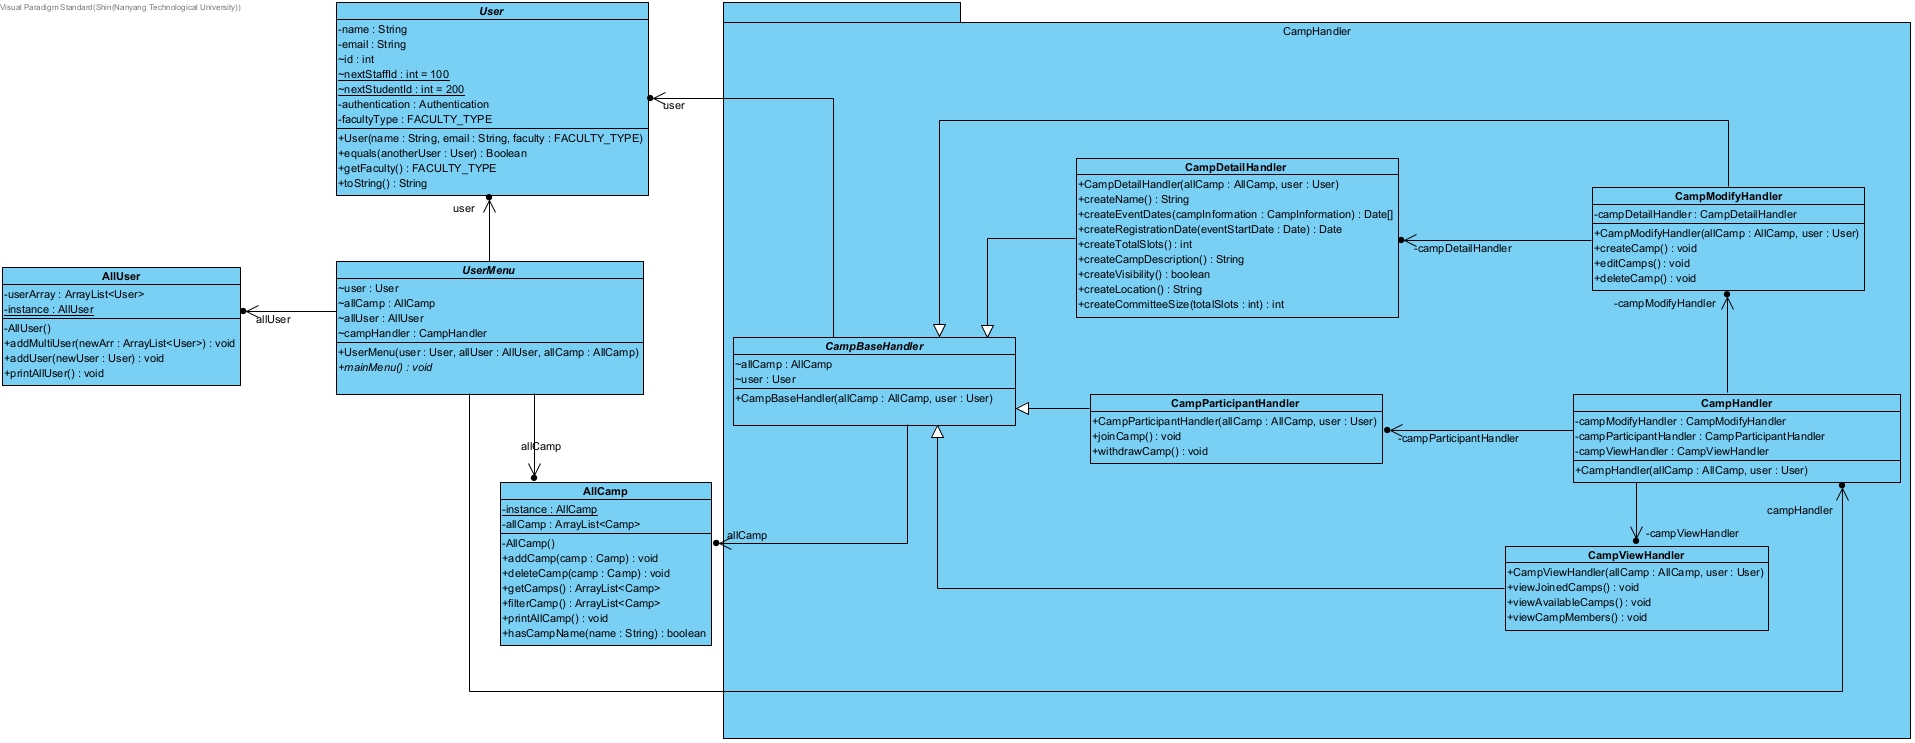 Visual Paradigm Standard(Shin(Nanyang Technological University))
User
-name : String
-email : String
~id : int
~nextStaffId : int = 100
~nextStudentId : int = 200
-authentication : Authentication
-facultyType : FACULTY_TYPE
+User(name : String, email : String, faculty : FACULTY_TYPE)
+equals(anotherUser : User) : Boolean
+getFaculty() : FACULTY_TYPE
+toString() : String
user
user
AllUser
-userArray : ArrayList<User>
-instance : AllUser
-AllUser()
+addMultiUser(newArr : ArrayList<User>) : void
+addUser(newUser : User) : void
+printAllUser() : void
allUser
UserMenu
~user : User
~allCamp : AllCamp
~allUser : AllUser
~campHandler : CampHandler
+UserMenu(user : User, allUser : AllUser, allCamp : AllCamp)
+mainMenu() : void
allCamp
AllCamp
-instance : AllCamp
-allCamp : ArrayList<Camp>
-AllCamp()
+addCamp(camp : Camp) : void
+deleteCamp(camp : Camp) : void
+getCamps() : ArrayList<Camp>
+filterCamp() : ArrayList<Camp>
+printAllCamp() : void
+hasCampName(name : String) : boolean
allCamp
CampHandler
CampDetailHandler
+CampDetailHandler(allCamp : AllCamp, user : User)
+createName() : String
+createEventDates(campInformation : CampInformation) : Date[]
+createRegistrationDate(eventStartDate : Date) : Date
+createTotalSlots() : int
+createCampDescription() : String
+createVisibility() : boolean
+createLocation() : String
+createCommitteeSize(totalSlots : int) : int
-campDetailHandler
CampModifyHandler
-campDetailHandler : CampDetailHandler
+CampModifyHandler(allCamp : AllCamp, user : User)
+createCamp() : void
+editCamps() : void
+deleteCamp() : void
-campModifyHandler
CampBaseHandler
~allCamp : AllCamp
~user : User
+CampBaseHandler(allCamp : AllCamp, user : User)
CampParticipantHandler
+CampParticipantHandler(allCamp : AllCamp, user : User)
+joinCamp() : void
+withdrawCamp() : void
-campParticipantHandler
CampHandler
-campModifyHandler : CampModifyHandler
-campParticipantHandler : CampParticipantHandler
-campViewHandler : CampViewHandler
+CampHandler(allCamp : AllCamp, user : User)
campHandler
-campViewHandler
CampViewHandler
+CampViewHandler(allCamp : AllCamp, user : User)
+viewJoinedCamps() : void
+viewAvailableCamps() : void
+viewCampMembers() : void